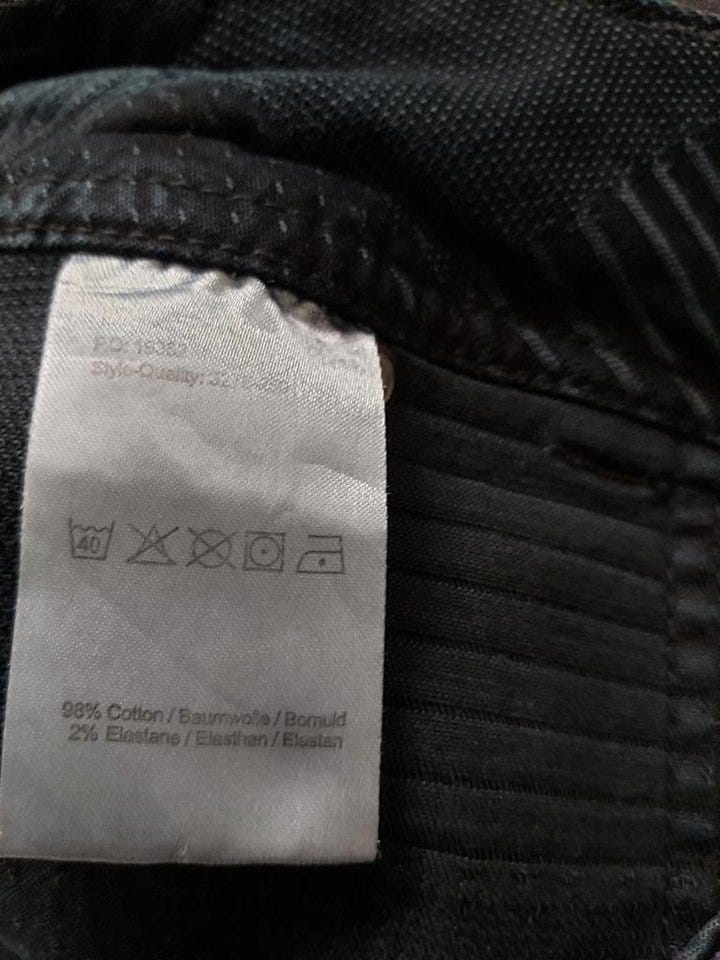 P.O: 
Style-Quality:
40
98% Cotton / Baumwolle / Bomuld
2% Elastane / Elasthan / Elastan